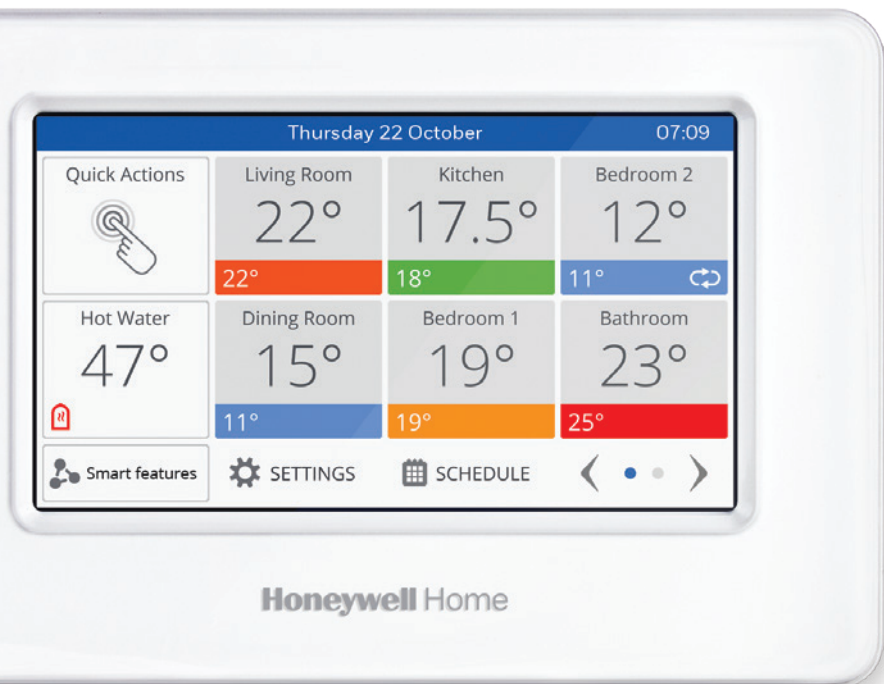 Thursday 22 October 07:09
Quick Actions
Living Room
22°
22°
Kitchen
17.5°
18°
Bedroom 2
12°
11°
Hot Water
47°
Dining Room
15°
11°
Bedroom 1
19°
19°
Bathroom
23°
25°
Smart features
SETTINGS
SCHEDULE
Honeywell Home